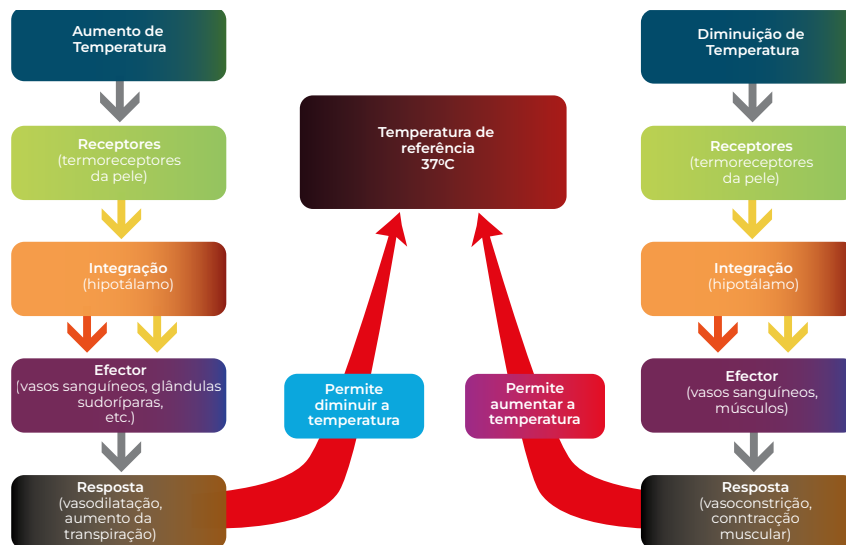 Aumento de
Temperatura
Receptores
(termoreceptores
da pele)
Integração
(hipotálamo)
Efector
(vasos sanguíneos, glândulas
sudoríparas,
etc.)
Resposta
(vasodilatação,
aumento da
transpiração)
Temperatura de
referência
37ºC
Permite
diminuir a
temperatura
Permite
aumentar a
temperatura
Diminuição de
Temperatura
Receptores
(termoreceptores
da pele)
Integração
(hipotálamo)
Efector
(vasos sanguíneos,
músculos)
Resposta
(vasoconstrição,
conntracção
muscular)